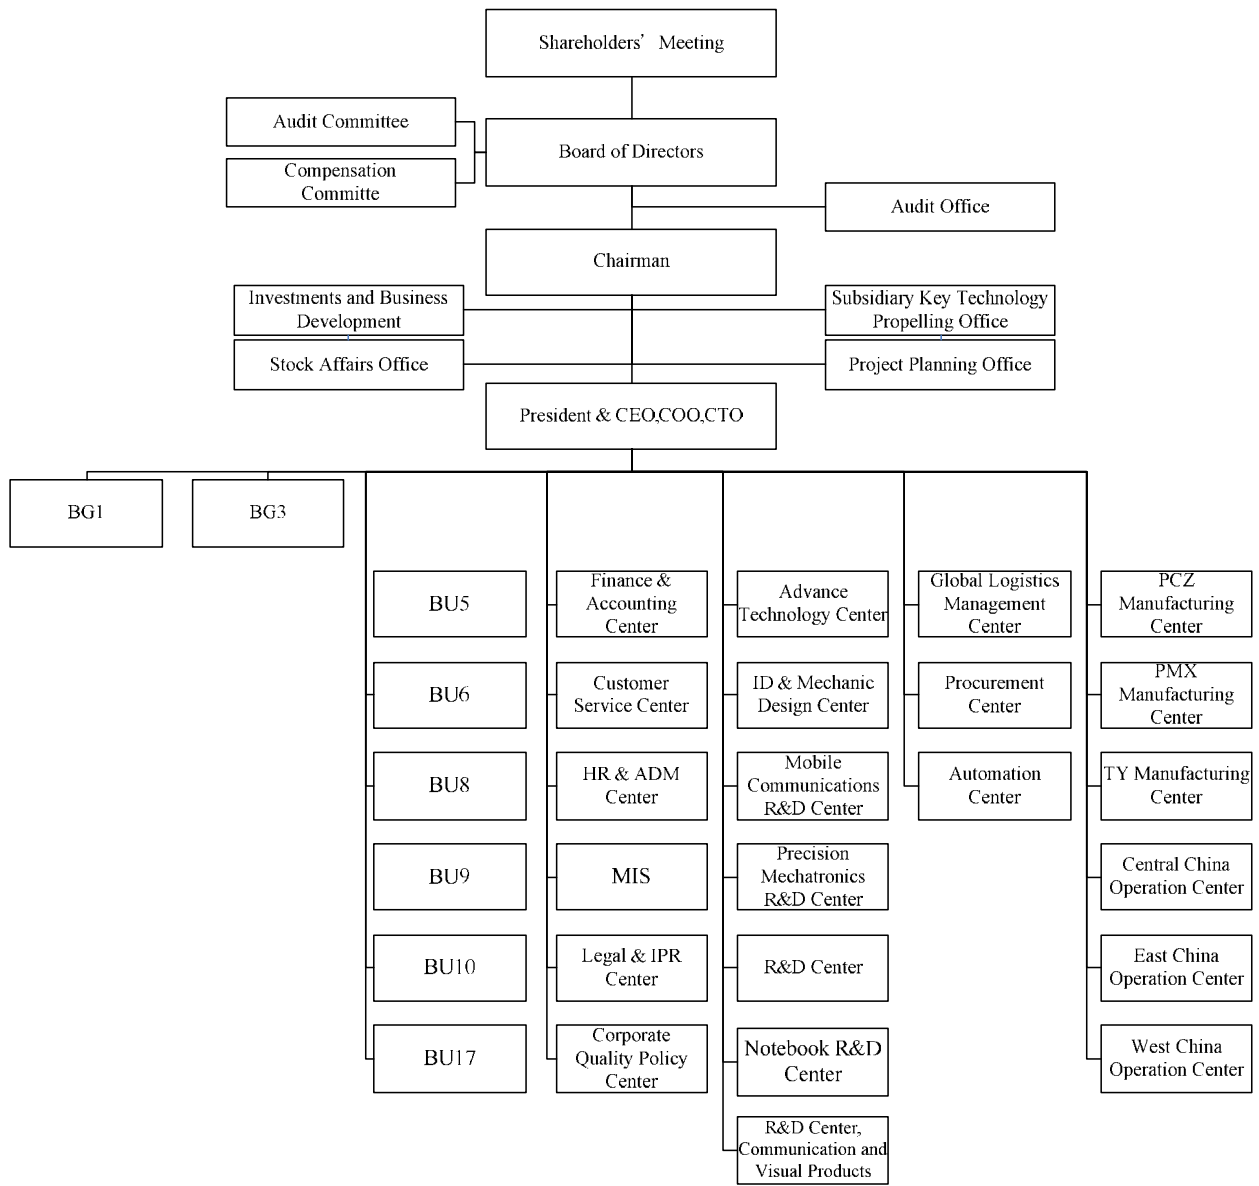 Shareholders’ Meeting
Audit Committee
Board of Directors
Compensation
Committe
Audit Office
Chairman
Investments and Business
Development
Subsidiary Key Technology
Propelling Office
Stock Affairs Office
Project Planning Office
President & CEO,COO,CTO
BG1
BG3
BU5
BU6
BU8
BU9
BU10
BU17
Finance &
Accounting
Center
Customer
Service Center
HR & ADM
Center
MIS
Legal & IPR
Center
Corporate
Quality Policy
Center
Advance
Technology Center
ID & Mechanic
Design Center
Mobile
Communications
R&D Center
Precision
Mechatronics
R&D Center
R&D Center
Notebook R&D
Center
R&D Center,
Communication and
Visual Products
Global Logistics
Management
Center
Procurement
Center
Automation
Center
PCZ
Manufacturing
Center
PMX
Manufacturing
Center
TY Manufacturing
Center
Central China
Operation Center
East China
Operation Center
West China
Operation Center